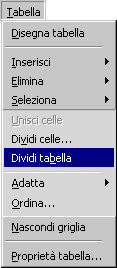 Tabella
Disegna tabella
Inserisci
Elimina
Seleziona
Unisci celle
Dividi celle...
Dividi tabella
Adatta
Ordina...
Nascondi griglia
Proprietà tabella...